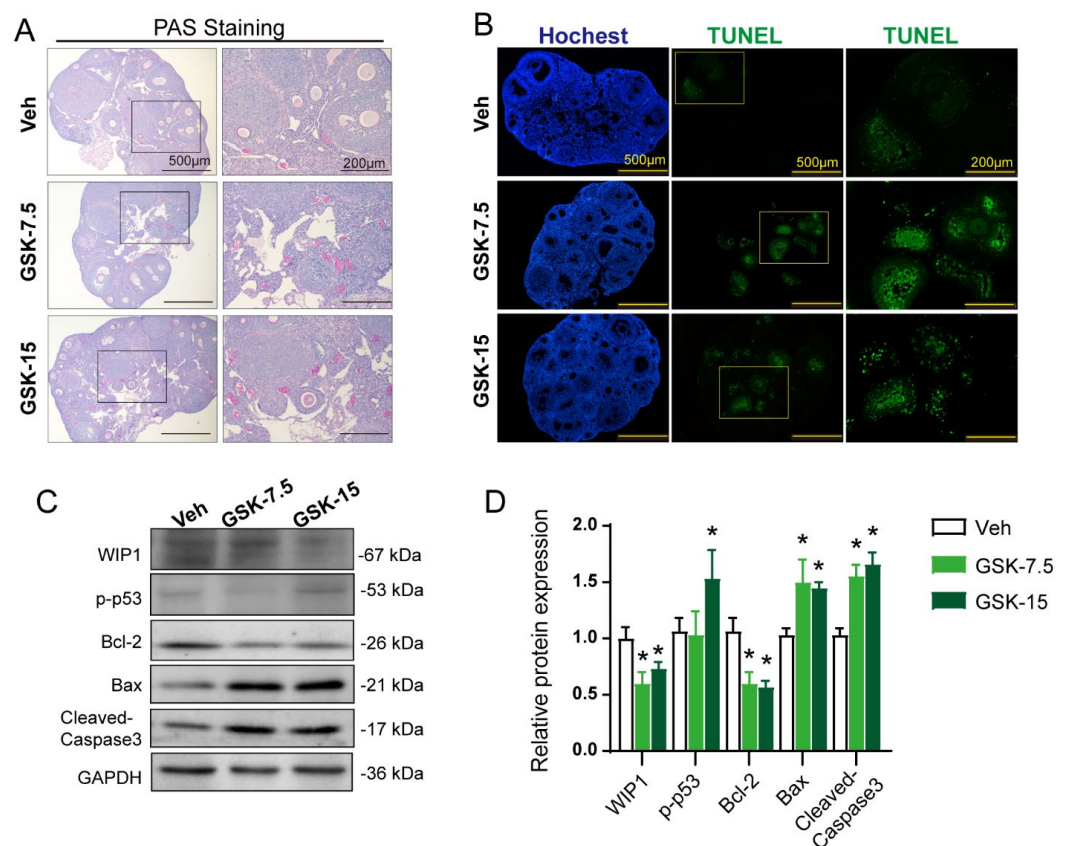 A
PAS Staining
Veh
500μm
200μm
GSK-7.5
GSK-15
B
Hochest
TUNEL
TUNEL
Veh
500μm
500μm
200μm
GSK-7.5
GSK-15
C
Veh
GSK-7.5
GSK-15
WIP1
-67 kDa
p-p53
-53 kDa
Bcl-2
-26 kDa
Bax
-21 kDa
Cleaved-
Caspase3
-17 kDa
GAPDH
-36 kDa
D
Relative protein expression
2.0
1.5
1.0
0.5
0.0
* * * * * * * * *
WIP1
p-p53
Bcl-2
Bax
Cleaved-
Caspase3
Veh
GSK-7.5
GSK-15